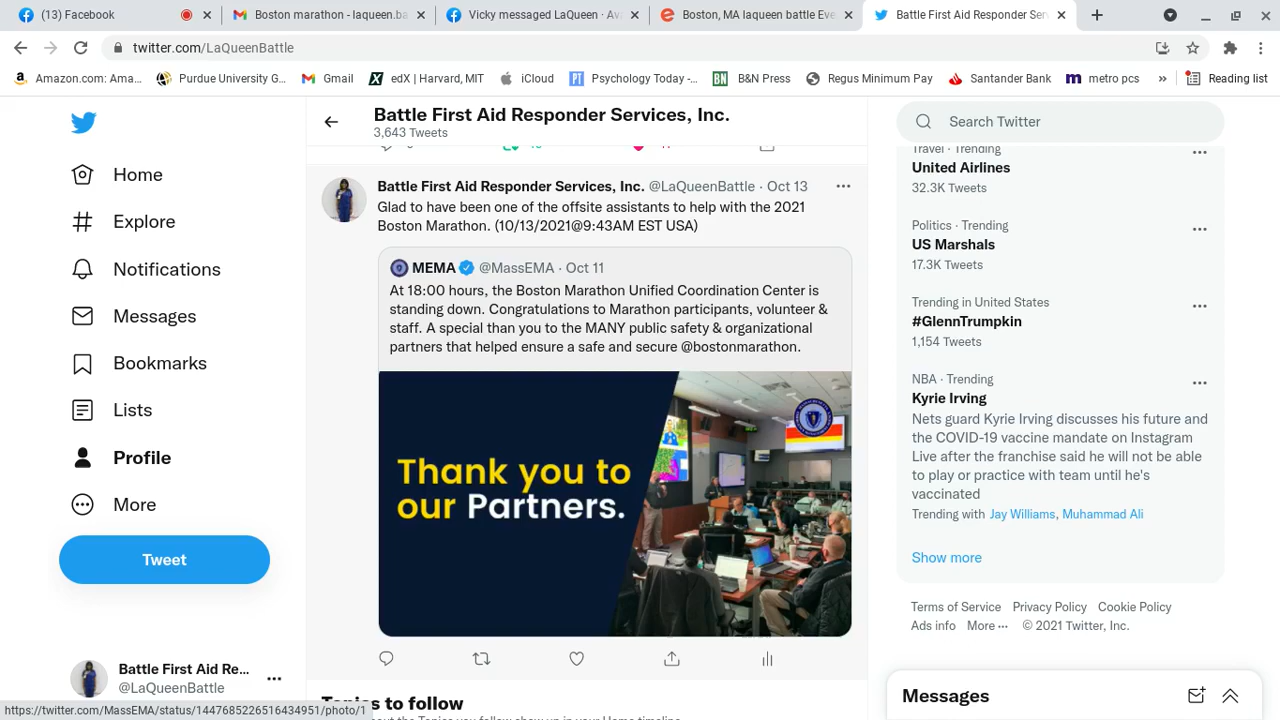 (13) Facebook
Boston marathon - laqueen.ba
Vicky messaged LaQueen · Av
Boston, MA laqueen battle Eve
Battle First Aid Responder Ser
twitter.com/LaQueenBattle
Amazon.com: Ama...
Purdue University G...
Gmail
edX | Harvard, MIT
iCloud
Psychology Today -...
B&N Press
Regus Minimum Pay
Santander Bank
metro pcs
»
Reading list
Home
Explore
Notifications
Messages
Bookmarks
Lists
Profile
More
Tweet
Battle First Aid Re...
@LaQueenBattle
https://twitter.com/MassEMA/status/1447685226516434951/photo/1
Battle First Aid Responder Services, Inc.
3,643 Tweets
Battle First Aid Responder Services, Inc. @LaQueenBattle · Oct 13
Glad to have been one of the offsite assistants to help with the 2021
Boston Marathon. (10/13/2021@9:43AM EST USA)
MEMA @MassEMA · Oct 11
At 18:00 hours, the Boston Marathon Unified Coordination Center is
standing down. Congratulations to Marathon participants, volunteer &
staff. A special than you to the MANY public safety & organizational
partners that helped ensure a safe and secure @bostonmarathon.
Thank you to
our Partners.
Topics to follow
Search Twitter
Travel · Trending
United Airlines
32.3K Tweets
Politics · Trending
US Marshals
17.3K Tweets
Trending in United States
#GlennTrumpkin
1,154 Tweets
NBA · Trending
Kyrie Irving
Nets guard Kyrie Irving discusses his future and
the COVID-19 vaccine mandate on Instagram
Live after the franchise said he will not be able
to play or practice with team until he's
vaccinated
Trending with Jay Williams, Muhammad Ali
Show more
Terms of Service Privacy Policy Cookie Policy
Ads info More ··· © 2021 Twitter, Inc.
Messages